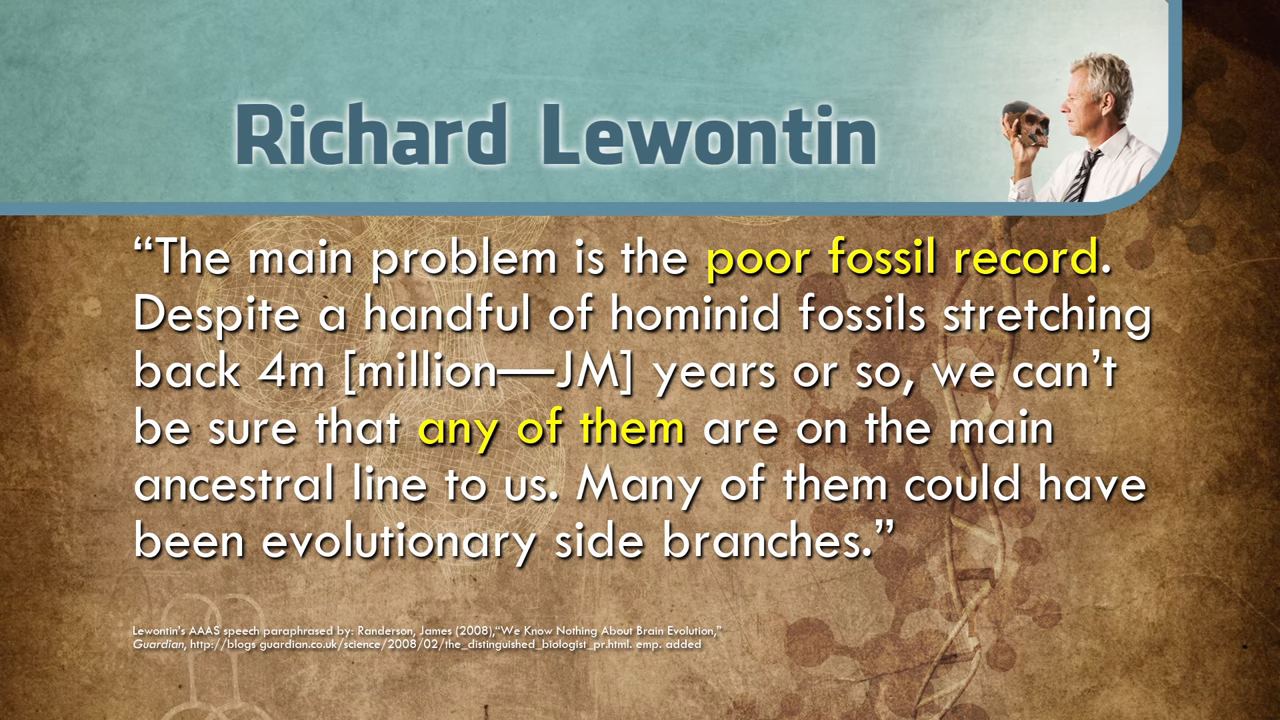 Richard Lewontin
“The main problem is the poor fossil record.
Despite a handful of hominid fossils stretching
back 4m [million—JM] years or so, we can’t
be sure that any of them are on the main
ancestral line to us. Many of them could have
been evolutionary side branches.”
Lewontin’s AAAS speech paraphrased by: Randerson, James (2008),“We Know Nothing About Brain Evolution,”
Guardian, http://blogs guardian.co.uk/science/2008/02/the_distinguished_biologist_pr.html. emp. added